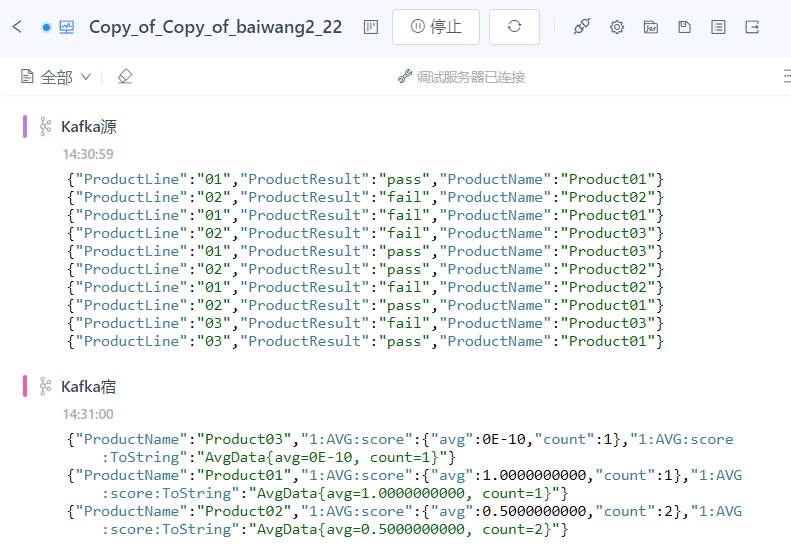 Copy_of_Copy_of_baiwang2_22 停止
全部 调试服务器已连接
Kafka源
14:30:59
{"ProductLine":"01","ProductResult":"pass","ProductName":"Product01"}
{"ProductLine":"02","ProductResult":"fail","ProductName":"Product02"}
{"ProductLine":"01","ProductResult":"fail","ProductName":"Product01"}
{"ProductLine":"02","ProductResult":"fail","ProductName":"Product03"}
{"ProductLine":"01","ProductResult":"pass","ProductName":"Product03"}
{"ProductLine":"02","ProductResult":"pass","ProductName":"Product02"}
{"ProductLine":"01","ProductResult":"fail","ProductName":"Product02"}
{"ProductLine":"02","ProductResult":"pass","ProductName":"Product01"}
{"ProductLine":"03","ProductResult":"fail","ProductName":"Product03"}
{"ProductLine":"03","ProductResult":"pass","ProductName":"Product01"}
Kafka宿
14:31:00
{"ProductName":"Product03","1:AVG:score":{"avg":0E-10,"count":1},"1:AVG:score
:ToString":"AvgData{avg=0E-10, count=1}"}
{"ProductName":"Product01","1:AVG:score":{"avg":1.0000000000,"count":1},"1:AVG
:score:ToString":"AvgData{avg=1.0000000000, count=1}"}
{"ProductName":"Product02","1:AVG:score":{"avg":0.5000000000,"count":2},"1:AVG
:score:ToString":"AvgData{avg=0.5000000000, count=2}"}